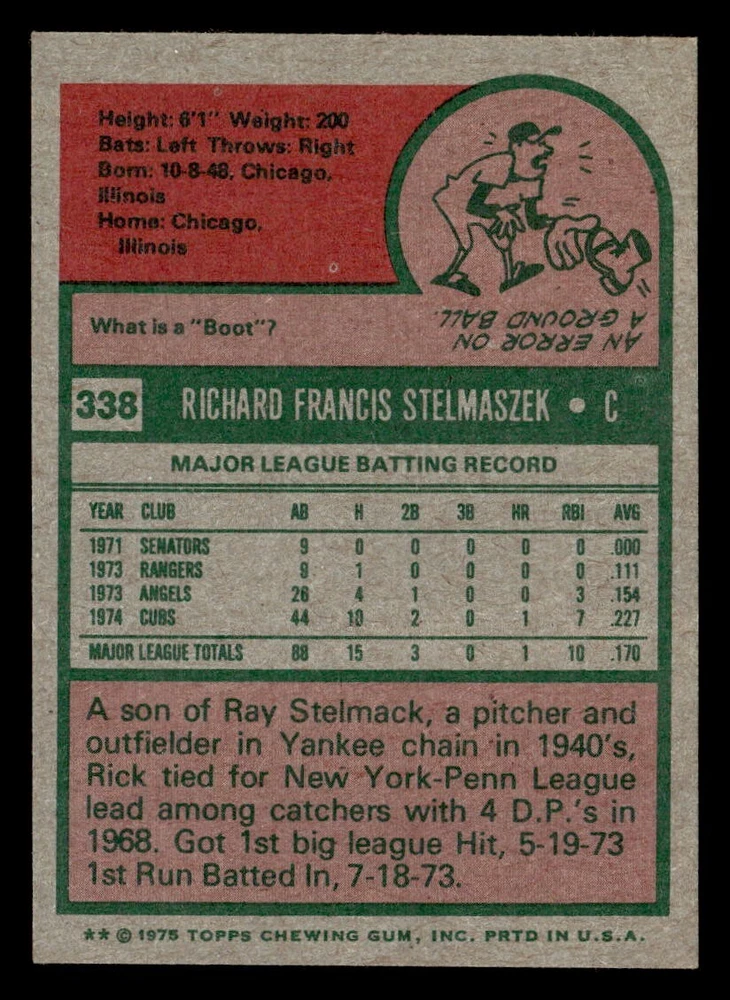 Height: 6'1" Weight: 200
Bats: Left Throws: Right
Born: 10-8-48, Chicago,
Illinois
Home: Chicago,
Illinois
What is a "Boot"?
AN ERROR ON
A GROUND BALL.
338 RICHARD FRANCIS STELMASZEK • C
MAJOR LEAGUE BATTING RECORD
YEAR CLUB AB H 2B 3B HR RBI AVG
1971 SENATORS 9 0 0 0 0 0 .000
1973 RANGERS 9 1 0 0 0 0 .111
1973 ANGELS 26 4 1 0 0 3 .154
1974 CUBS 44 10 2 0 1 7 .227
MAJOR LEAGUE TOTALS 88 15 3 0 1 10 .170
A son of Ray Stelmack, a pitcher and
outfielder in Yankee chain in 1940's,
Rick tied for New York-Penn League
lead among catchers with 4 D.P.'s in
1968. Got 1st big league Hit, 5-19-73
1st Run Batted In, 7-18-73.
** © 1975 TOPPS CHEWING GUM, INC. PRTD IN U.S.A.